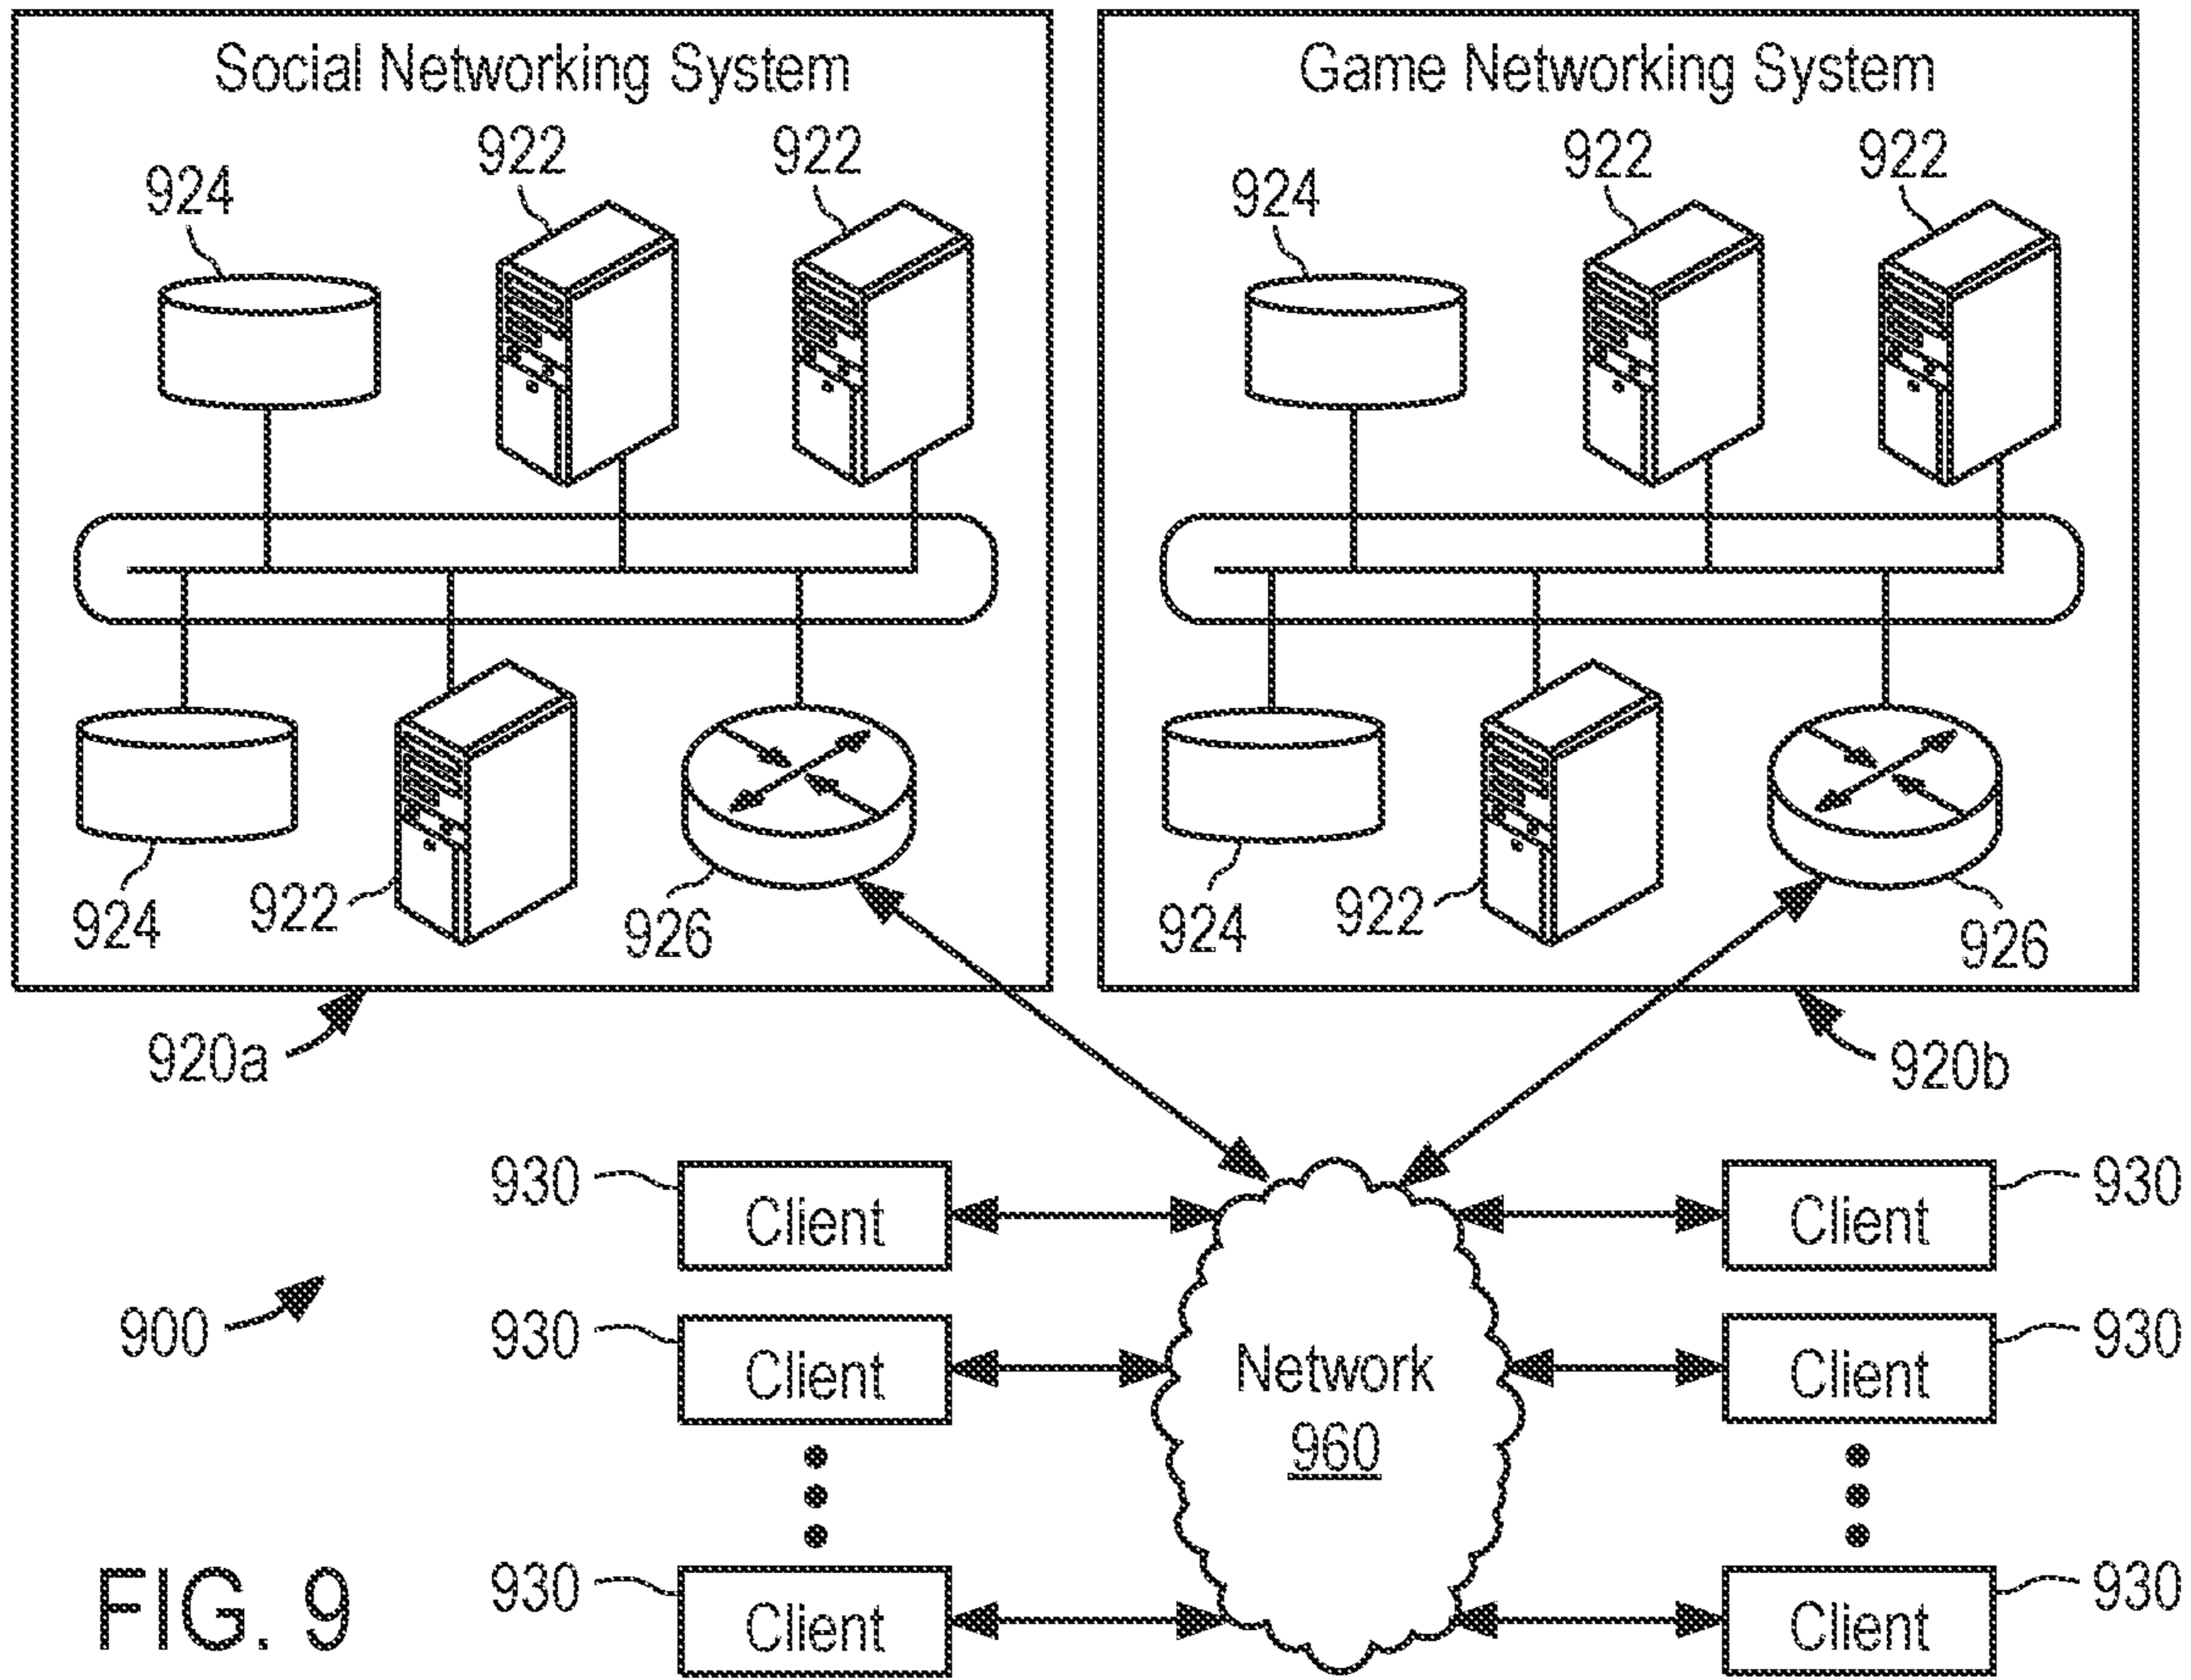 Social Networking System
Game Networking System
922 922
924
922 922
924
924 922 926
924 922 926
920a
920b
930 Client
Client 930
900
930 Client
Client 930
Network
960
930 Client
Client 930
FIG. 9